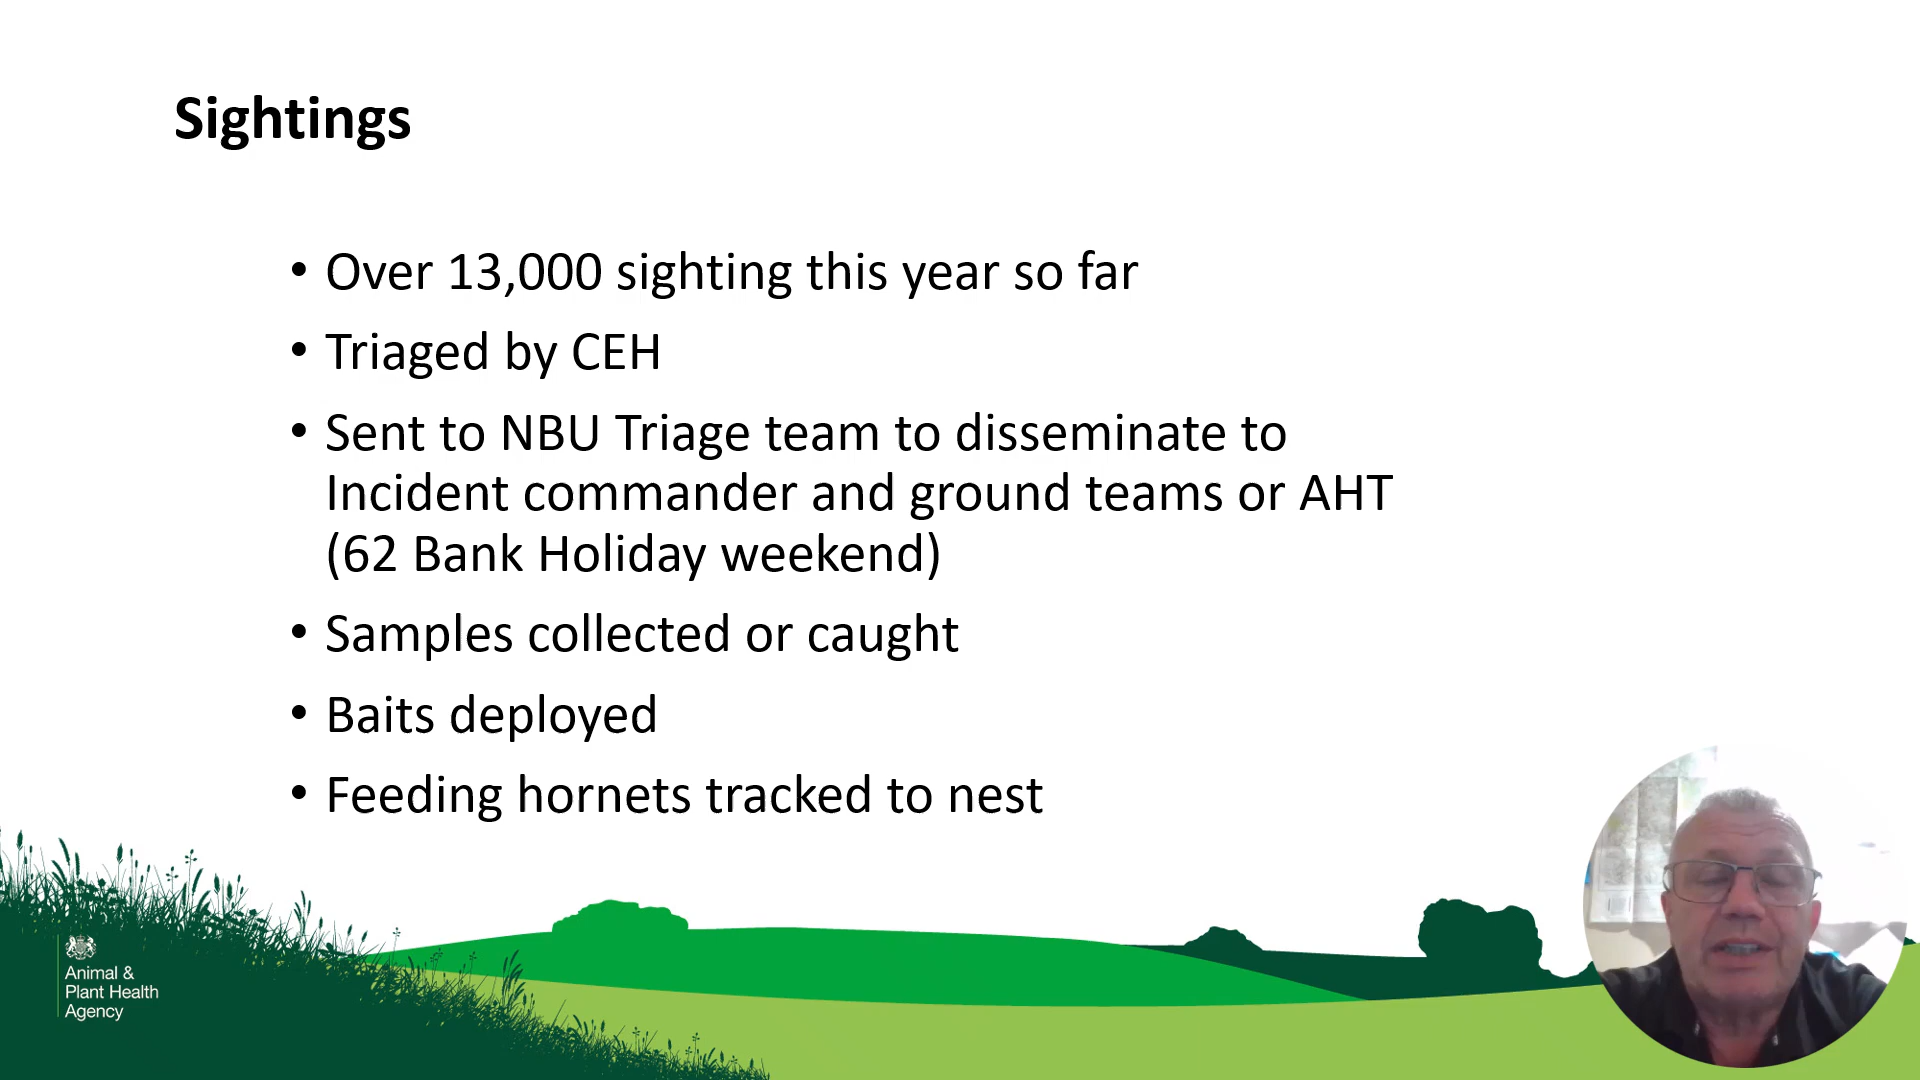 Sightings
• Over 13,000 sighting this year so far
• Triaged by CEH
• Sent to NBU Triage team to disseminate to
Incident commander and ground teams or AHT
(62 Bank Holiday weekend)
• Samples collected or caught
• Baits deployed
• Feeding hornets tracked to nest
Animal &
Plant Health
Agency